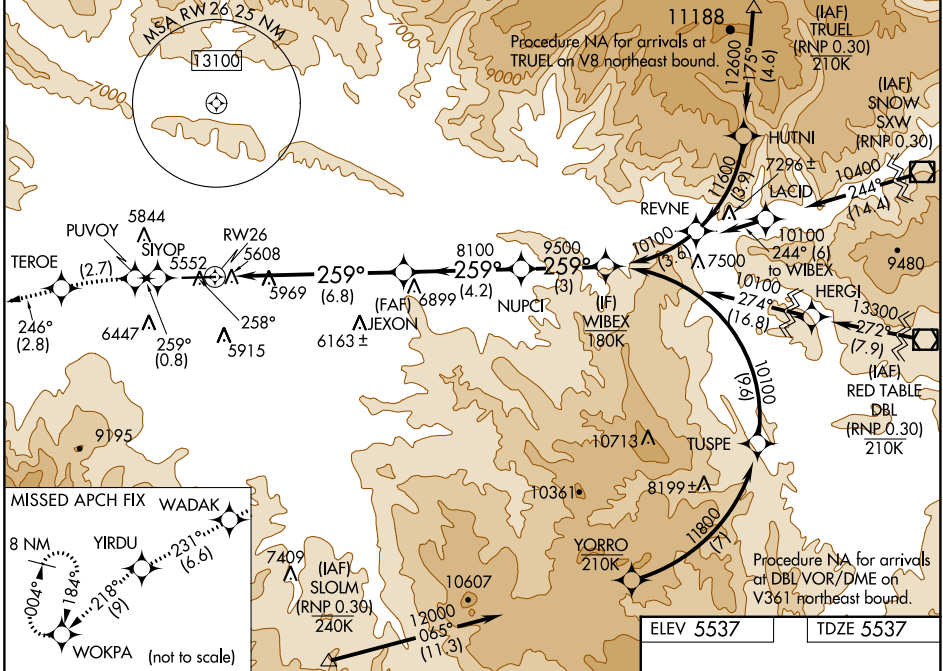 MSA RW26 25 NM
13100
11188
Procedure NA for arrivals at
TRUEL on V8 northeast bound.
(IAF)
TRUEL
(RNP 0.30)
210K
12600
175°
(4.6)
9000
7000
(IAF)
SNOW
SXW
(RNP 0.30)
HUTNI
7296 ±
11600
(3.9)
LACID
10400
244°
(14.4)
REVNE
10100
244° (6)
to WIBEX
9480
5844
PUVOY
SIYOP
RW26
5608
5552
TEROE
(2.7)
8100
9500
10100
(3.6)
7500
259°
(6.8)
259°
(4.2)
259°
(3)
5969
(FAF)
JEXON
6899
NUPCI
(IF)
WIBEX
180K
10100
274°
(16.8)
HERGI
13300
272°
(7.9)
246°
(2.8)
6447
259°
(0.8)
258°
5915
6163 ±
(IAF)
RED TABLE
DBL
(RNP 0.30)
210K
10100
(9.6)
9195
10713
TUSPE
10361
8199 ±
MISSED APCH FIX
WADAK
8 NM
YIRDU
231°
(6.6)
004°
184°
218°
(9)
WOKPA
(not to scale)
7409
(IAF)
SLOLM
(RNP 0.30)
240K
10607
12000
065°
(11.3)
YORRO
210K
11800
(7)
Procedure NA for arrivals
at DBL VOR/DME on
V361 northeast bound.
ELEV 5537
TDZE 5537